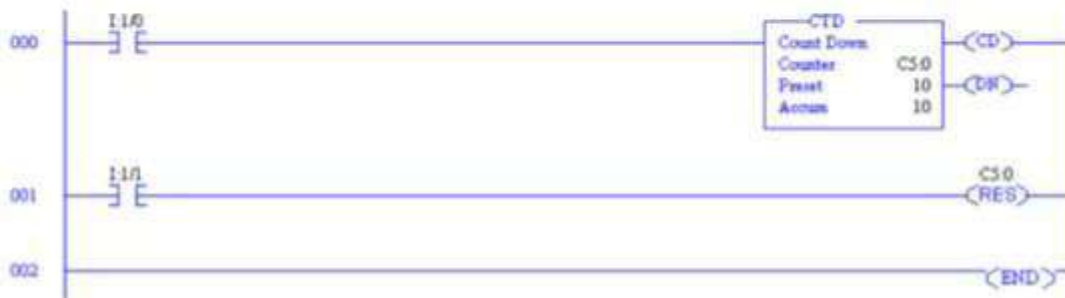 I:1/0
CTD
000
Count Down
(CD)
Counter C5:0
Preset 10
(DN)
Accum 10
I:1/1
C5:0
001
(RES)
002
(END)